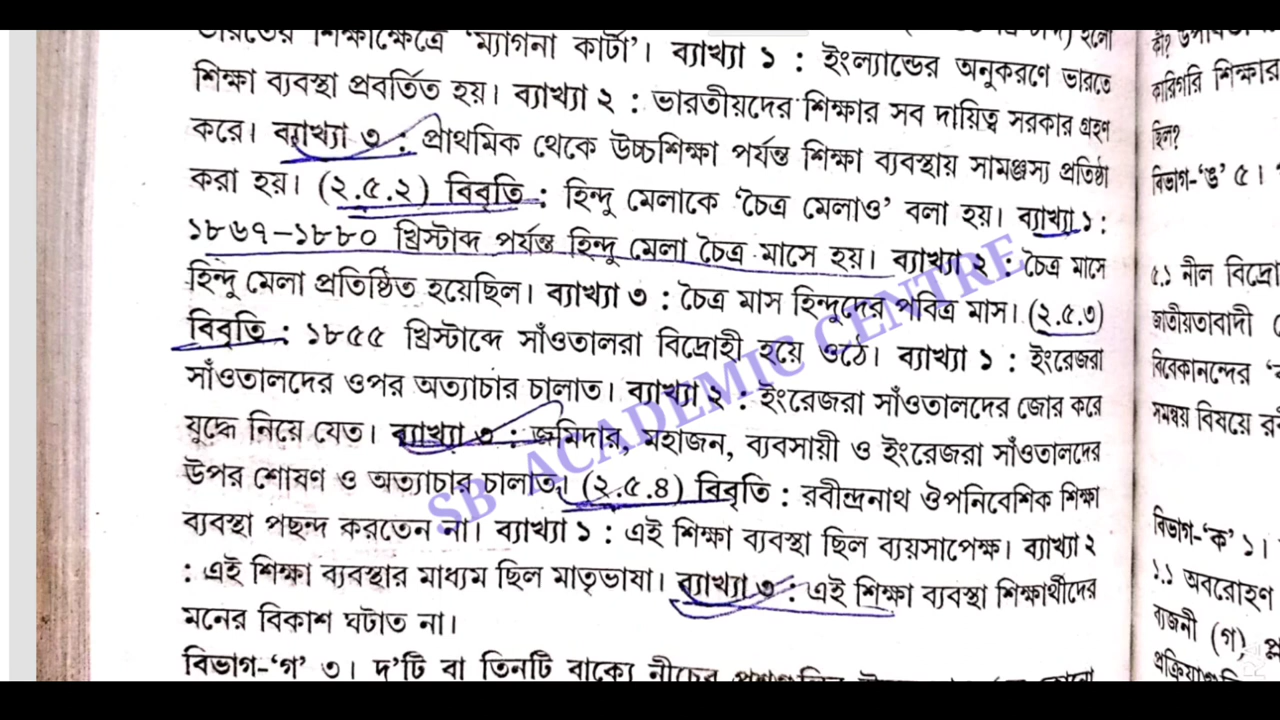 ভারতের শিক্ষাক্ষেত্রে ‘ম্যাগনা কার্টা’। ব্যাখ্যা ১ : ইংল্যান্ডের অনুকরণে ভারতে
শিক্ষা ব্যবস্থা প্রবর্তিত হয়। ব্যাখ্যা ২ : ভারতীয়দের শিক্ষার সব দায়িত্ব সরকার গ্রহণ
করে। ব্যাখ্যা ৩ : প্রাথমিক থেকে উচ্চশিক্ষা পর্যন্ত শিক্ষা ব্যবস্থায় সামঞ্জস্য প্রতিষ্ঠা
করা হয়। (২.৫.২) বিবৃতি : হিন্দু মেলাকে ‘চৈত্র মেলাও’ বলা হয়। ব্যাখ্যা ১ :
১৮৬৭–১৮৮০ খ্রিস্টাব্দ পর্যন্ত হিন্দু মেলা চৈত্র মাসে হয়। ব্যাখ্যা ২ : চৈত্র মাসে
হিন্দু মেলা প্রতিষ্ঠিত হয়েছিল। ব্যাখ্যা ৩ : চৈত্র মাস হিন্দুদের পবিত্র মাস। (২.৫.৩)
বিবৃতি : ১৮৫৫ খ্রিস্টাব্দে সাঁওতালরা বিদ্রোহী হয়ে ওঠে। ব্যাখ্যা ১ : ইংরেজরা
সাঁওতালদের ওপর অত্যাচার চালাত। ব্যাখ্যা ২ : ইংরেজরা সাঁওতালদের জোর করে
যুদ্ধে নিয়ে যেত। ব্যাখ্যা ৩ : জমিদার, মহাজন, ব্যবসায়ী ও ইংরেজরা সাঁওতালদের
উপর শোষণ ও অত্যাচার চালাত। (২.৫.৪) বিবৃতি : রবীন্দ্রনাথ ঔপনিবেশিক শিক্ষা
ব্যবস্থা পছন্দ করতেন না। ব্যাখ্যা ১ : এই শিক্ষা ব্যবস্থা ছিল ব্যয়সাপেক্ষ। ব্যাখ্যা ২
: এই শিক্ষা ব্যবস্থার মাধ্যম ছিল মাতৃভাষা। ব্যাখ্যা ৩ : এই শিক্ষা ব্যবস্থা শিক্ষার্থীদের
মনের বিকাশ ঘটাত না।
বিভাগ-‘গ’ ৩। দু’টি বা তিনটি বাক্যে নীচের
SB ACADEMIC CENTRE
কী?
কারিগরি শিক্ষার
ছিল?
বিভাগ-‘ঙ’ ৫।
৫.১ নীল বিদ্রো
জাতীয়তাবাদী
বিবেকানন্দের
সমন্বয় বিষয়ে
বিভাগ-‘ক’ ১।
১.১ অবরোহণ
ব্যজনী (গ)